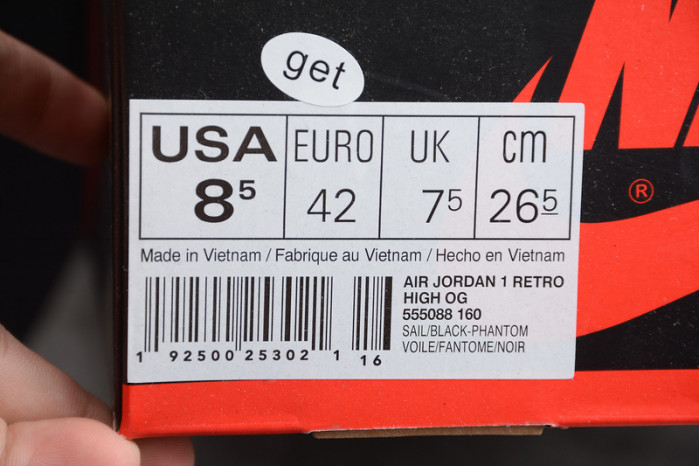 get
USA EURO UK cm
8⁵ 42 7⁵ 26⁵
Made in Vietnam / Fabrique au Vietnam / Hecho en Vietnam
AIR JORDAN 1 RETRO
HIGH OG
555088 160
SAIL/BLACK-PHANTOM
VOILE/FANTOME/NOIR
1 92500 25302 1 16
®